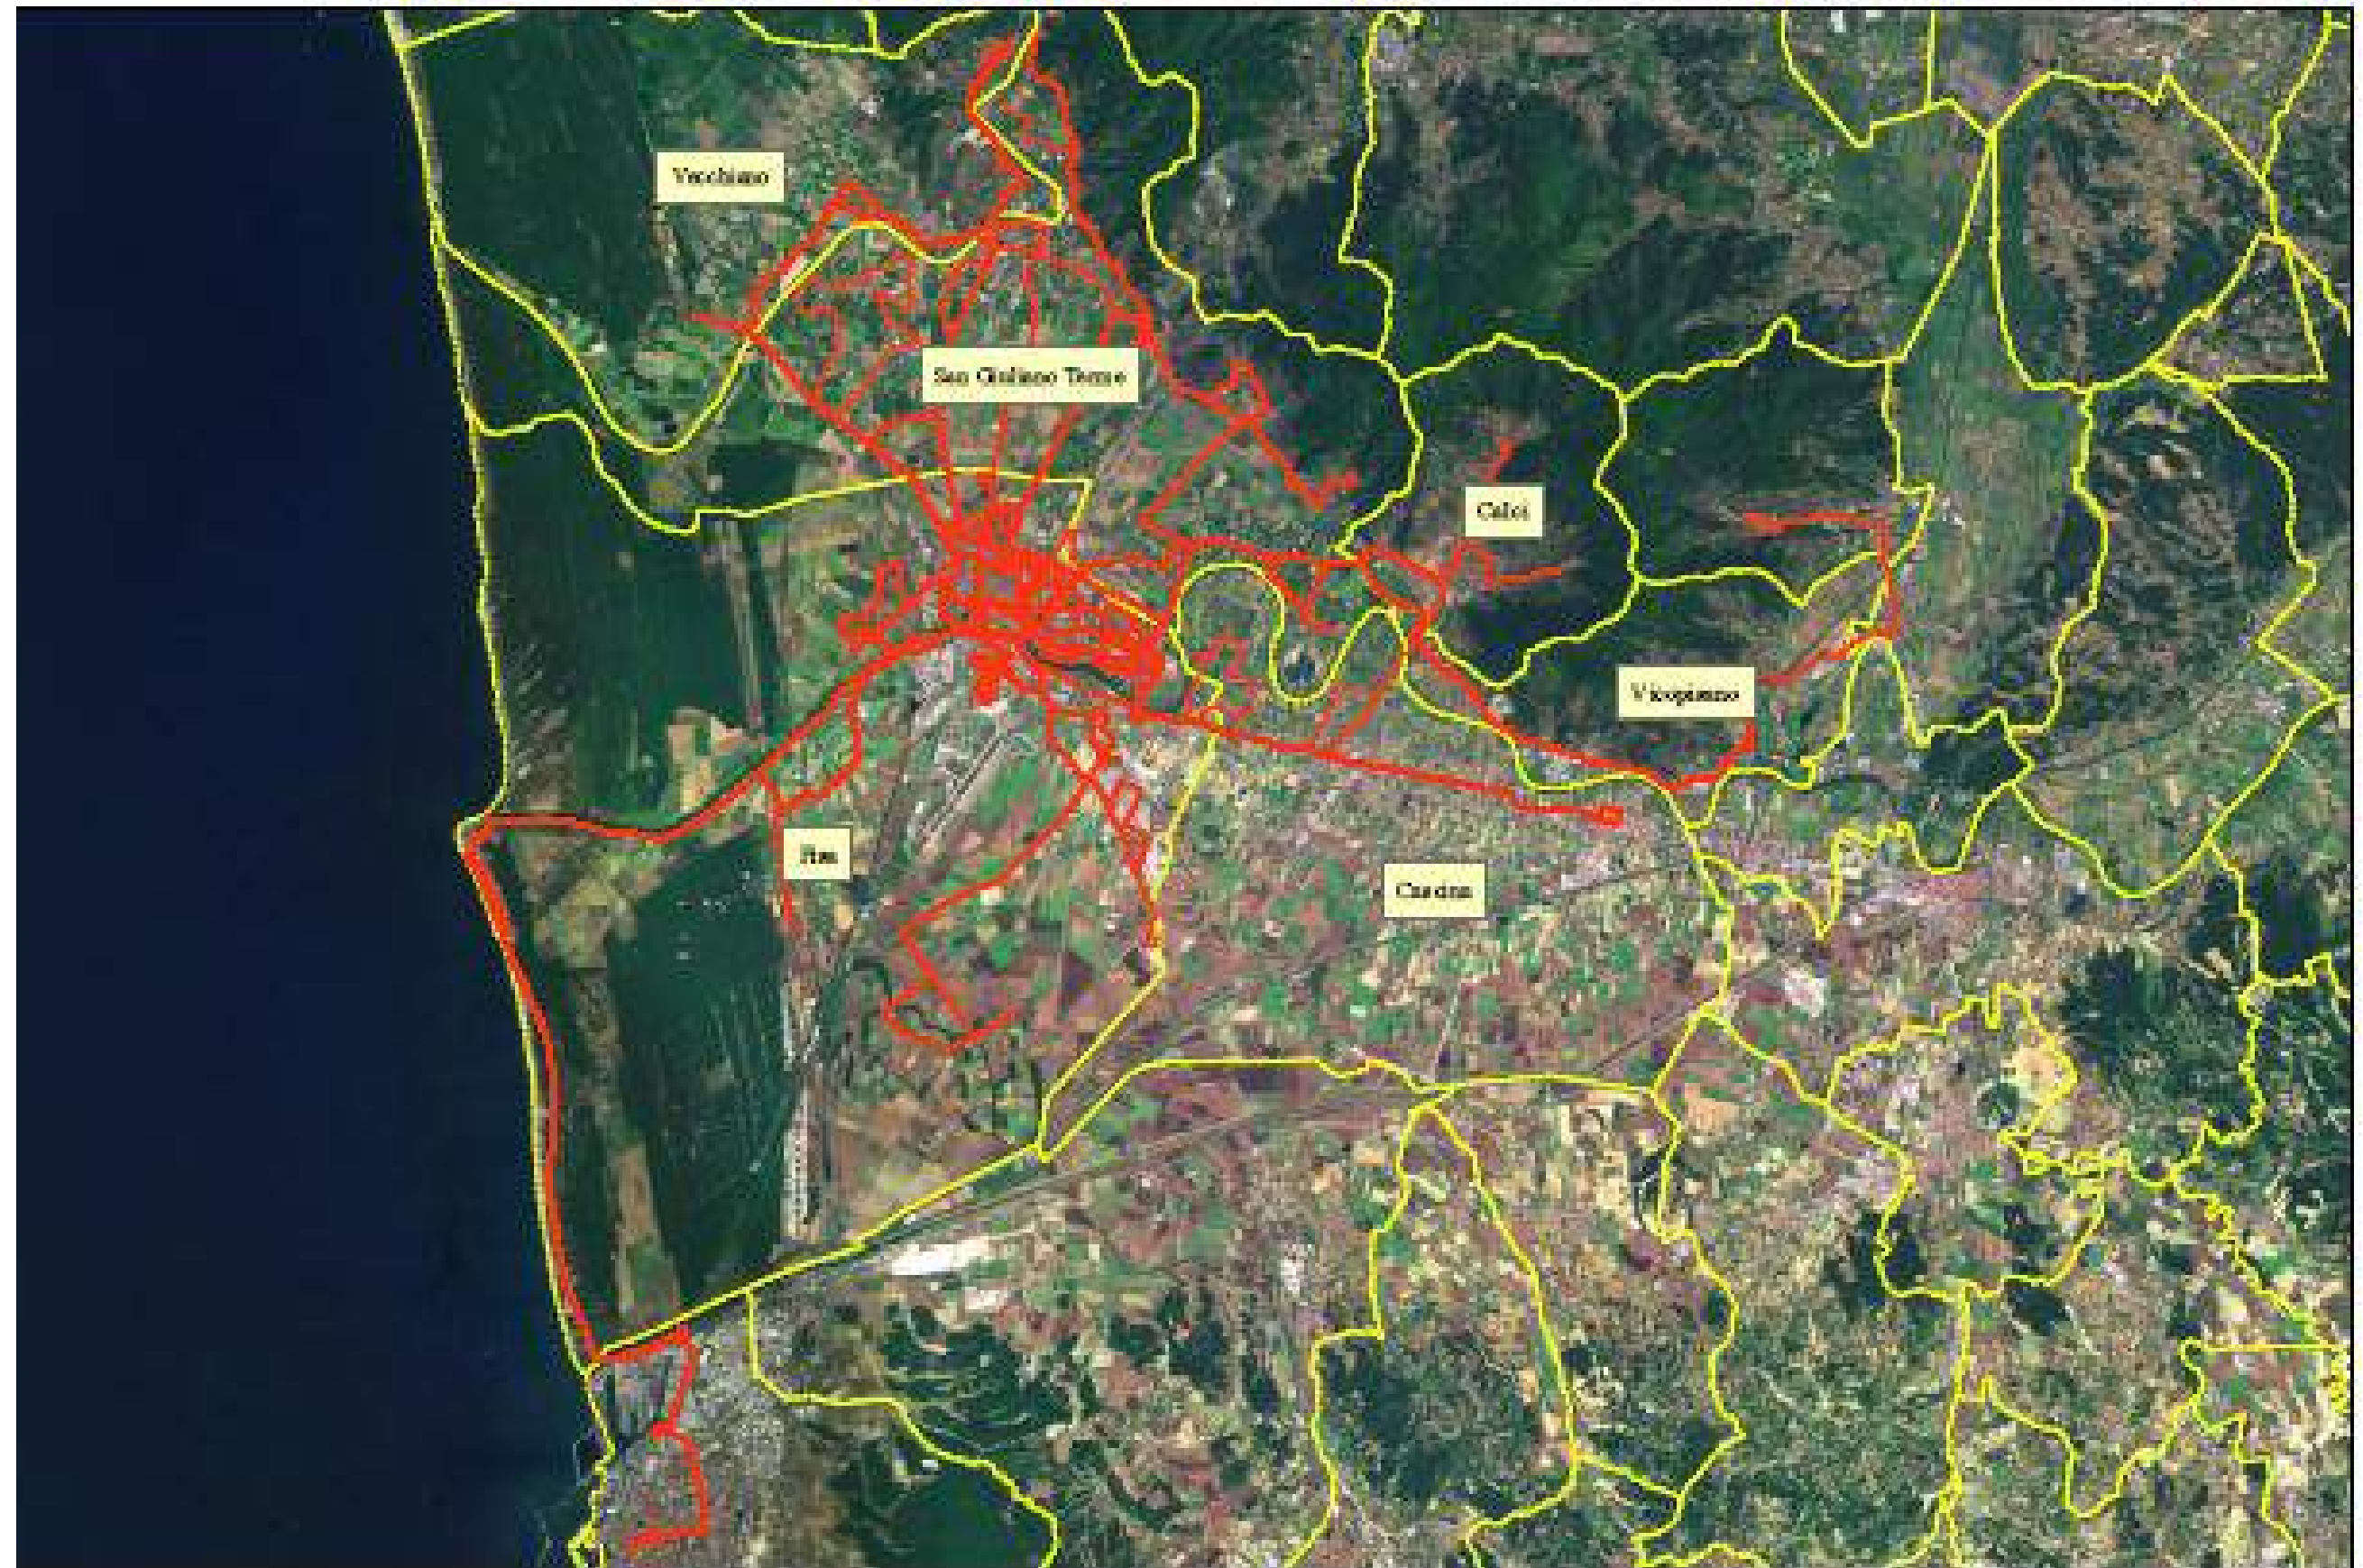 Vecchiano
San Giuliano Terme
Calci
Vicopisano
Pisa
Cascina